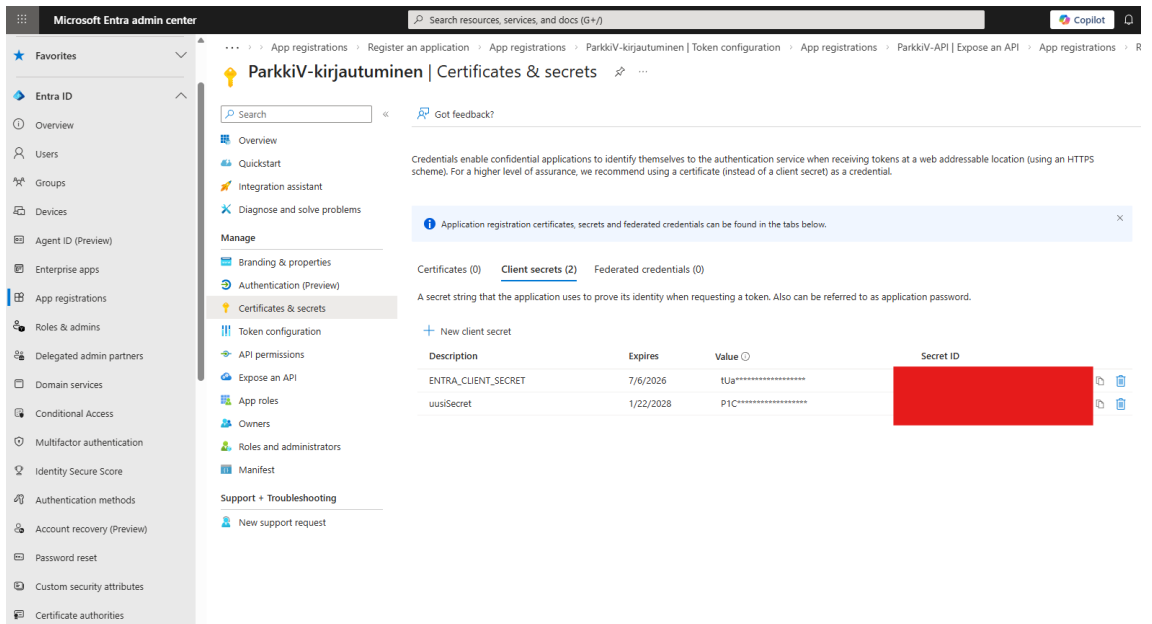 Microsoft Entra admin center
Search resources, services, and docs (G+/)
Copilot
Favorites
Entra ID
Overview
Users
Groups
Devices
Agent ID (Preview)
Enterprise apps
App registrations
Roles & admins
Delegated admin partners
Domain services
Conditional Access
Multifactor authentication
Identity Secure Score
Authentication methods
Account recovery (Preview)
Password reset
Custom security attributes
Certificate authorities
··· > > App registrations > Register an application > App registrations > ParkkiV-kirjautuminen | Token configuration > App registrations > ParkkiV-API | Expose an API > App registrations > R
ParkkiV-kirjautuminen | Certificates & secrets ···
Search «
Overview
Quickstart
Integration assistant
Diagnose and solve problems
Manage
Branding & properties
Authentication (Preview)
Certificates & secrets
Token configuration
API permissions
Expose an API
App roles
Owners
Roles and administrators
Manifest
Support + Troubleshooting
New support request
Got feedback?
Credentials enable confidential applications to identify themselves to the authentication service when receiving tokens at a web addressable location (using an HTTPS
scheme). For a higher level of assurance, we recommend using a certificate (instead of a client secret) as a credential.
Application registration certificates, secrets and federated credentials can be found in the tabs below.
Certificates (0) Client secrets (2) Federated credentials (0)
A secret string that the application uses to prove its identity when requesting a token. Also can be referred to as application password.
New client secret
Description Expires Value Secret ID
ENTRA_CLIENT_SECRET 7/6/2026 tUa******************
uusiSecret 1/22/2028 P1C******************